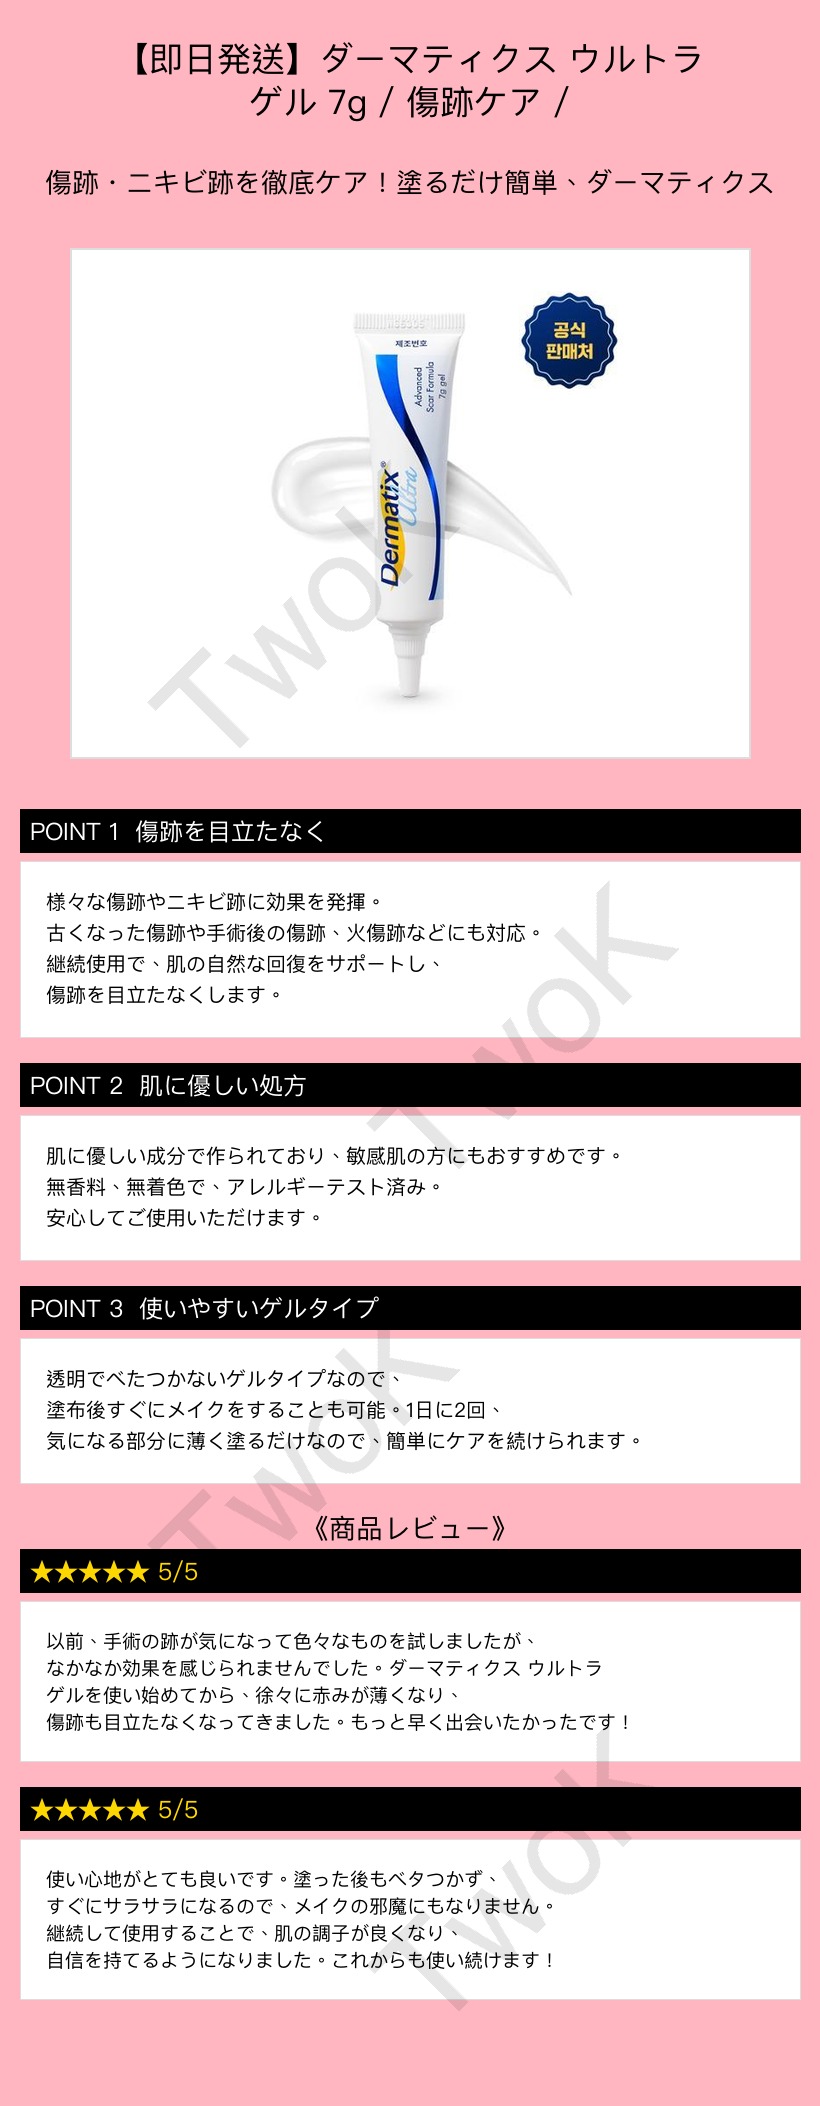 【即日発送】ダーマティクス ウルトラ
ゲル 7g / 傷跡ケア /
傷跡・ニキビ跡を徹底ケア！塗るだけ簡単、ダーマティクス
공식
판매처
제조번호
Advanced
Scar Formula
7g gel
Dermatix®
Ultra
TwoK
POINT 1 傷跡を目立たなく
様々な傷跡やニキビ跡に効果を発揮。
古くなった傷跡や手術後の傷跡、火傷跡などにも対応。
継続使用で、肌の自然な回復をサポートし、
傷跡を目立たなくします。
TwoK
POINT 2 肌に優しい処方
肌に優しい成分で作られており、敏感肌の方にもおすすめです。
無香料、無着色で、アレルギーテスト済み。
安心してご使用いただけます。
POINT 3 使いやすいゲルタイプ
透明でべたつかないゲルタイプなので、
塗布後すぐにメイクをすることも可能。1日に2回、
気になる部分に薄く塗るだけなので、簡単にケアを続けられます。
TwoK
《商品レビュー》
★★★★★ 5/5
以前、手術の跡が気になって色々なものを試しましたが、
なかなか効果を感じられませんでした。ダーマティクス ウルトラ
ゲルを使い始めてから、徐々に赤みが薄くなり、
傷跡も目立たなくなってきました。もっと早く出会いたかったです！
★★★★★ 5/5
使い心地がとても良いです。塗った後もベタつかず、
すぐにサラサラになるので、メイクの邪魔にもなりません。
継続して使用することで、肌の調子が良くなり、
自信を持てるようになりました。これからも使い続けます！
TwoK